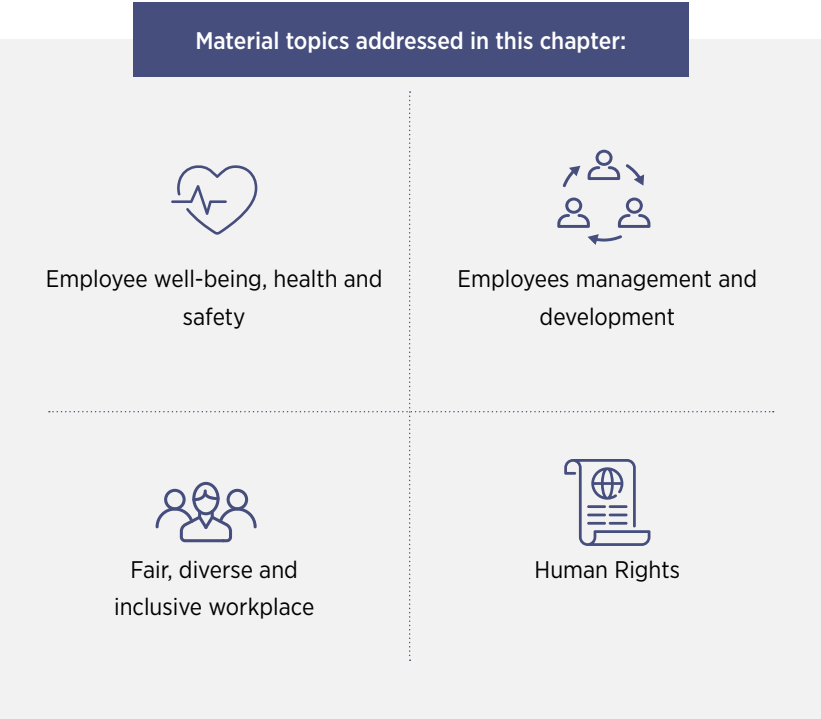 Material topics addressed in this chapter:
Employee well-being, health and
safety
Employees management and
development
Fair, diverse and
inclusive workplace
Human Rights